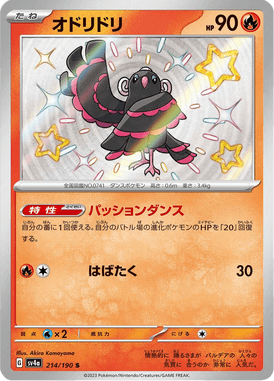 たね
オドリドリ
HP 90
全国図鑑NO.0741 ダンスポケモン 高さ:0.6m 重さ:3.4kg
特性 パッションダンス
自分の番に1回使える。自分のバトル場の進化ポケモンのHPを「20」回復
する。
はばたく 30
弱点 ×2 抵抗力 にげる
Illus. Akira Komayama
G sv4a 214/190 S
©2023 Pokémon/Nintendo/Creatures/GAME FREAK.